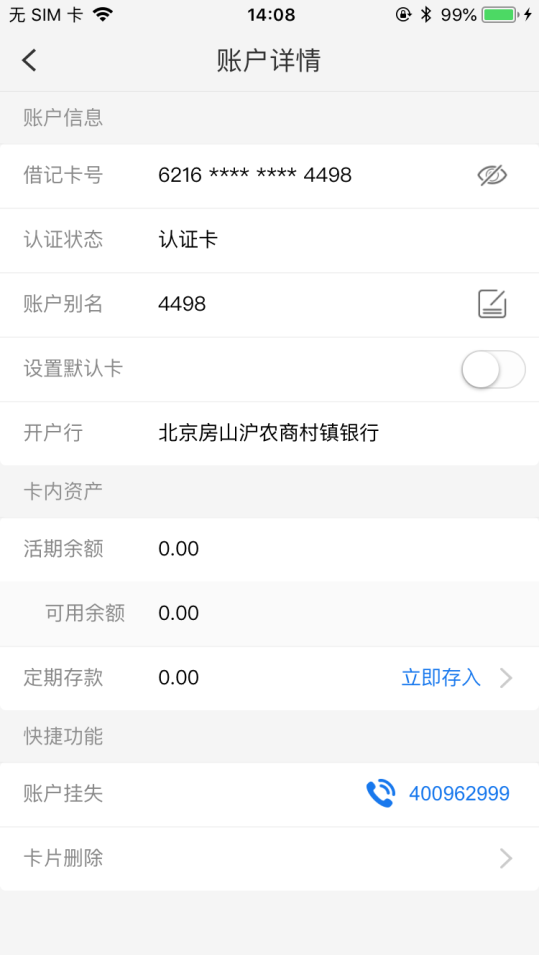 无 SIM 卡 14:08 99%
账户详情
账户信息
借记卡号 6216 **** **** 4498
认证状态 认证卡
账户别名 4498
设置默认卡
开户行 北京房山沪农商村镇银行
卡内资产
活期余额 0.00
可用余额 0.00
定期存款 0.00 立即存入
快捷功能
账户挂失 400962999
卡片删除